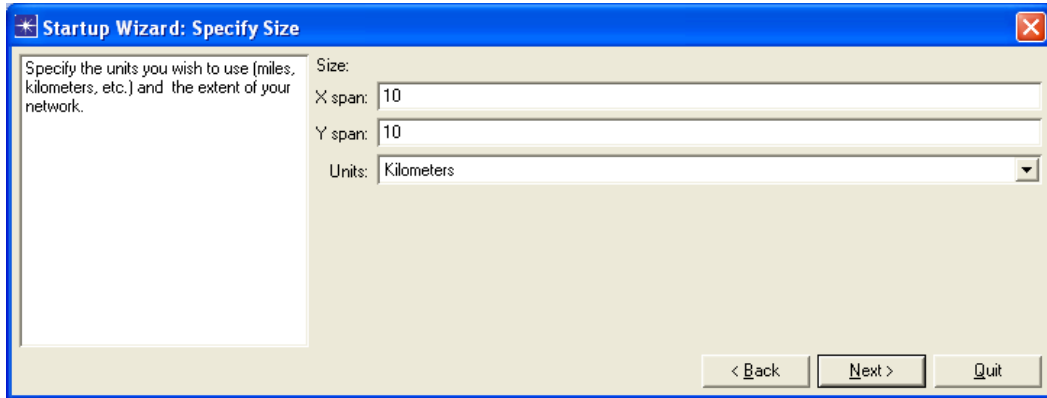 Startup Wizard: Specify Size
Specify the units you wish to use (miles,
kilometers, etc.) and the extent of your
network.
Size:
X span: 10
Y span: 10
Units: Kilometers
< Back Next > Quit